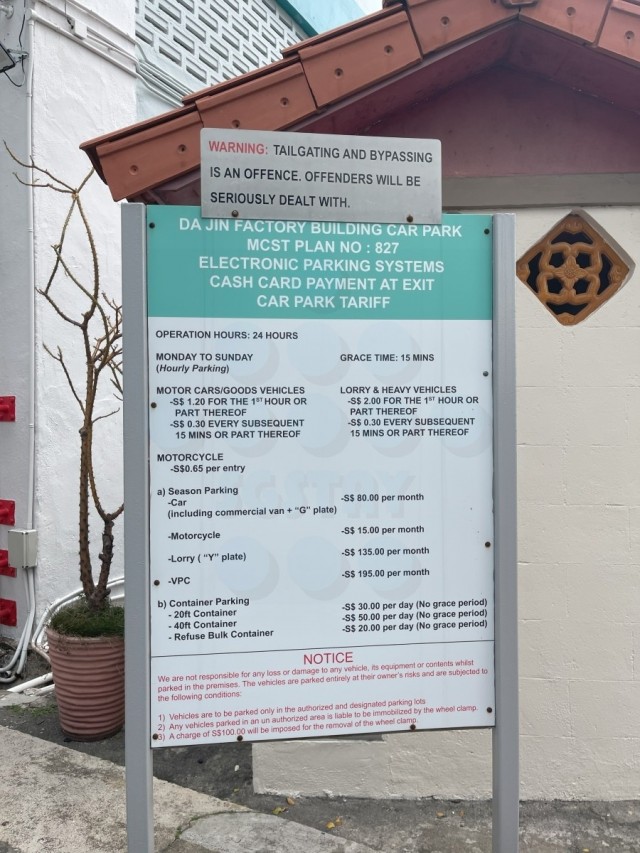 WARNING: TAILGATING AND BYPASSING
IS AN OFFENCE. OFFENDERS WILL BE
SERIOUSLY DEALT WITH.
DA JIN FACTORY BUILDING CAR PARK
MCST PLAN NO : 827
ELECTRONIC PARKING SYSTEMS
CASH CARD PAYMENT AT EXIT
CAR PARK TARIFF
OPERATION HOURS: 24 HOURS
MONDAY TO SUNDAY
(Hourly Parking)
GRACE TIME: 15 MINS
MOTOR CARS/GOODS VEHICLES
-S$ 1.20 FOR THE 1ST HOUR OR
PART THEREOF
-S$ 0.30 EVERY SUBSEQUENT
15 MINS OR PART THEREOF
LORRY & HEAVY VEHICLES
-S$ 2.00 FOR THE 1ST HOUR OR
PART THEREOF
-S$ 0.30 EVERY SUBSEQUENT
15 MINS OR PART THEREOF
MOTORCYCLE
-S$0.65 per entry
a) Season Parking
-Car -S$ 80.00 per month
(including commercial van + "G" plate)
-Motorcycle -S$ 15.00 per month
-Lorry ( "Y" plate) -S$ 135.00 per month
-VPC -S$ 195.00 per month
b) Container Parking
- 20ft Container -S$ 30.00 per day (No grace period)
- 40ft Container -S$ 50.00 per day (No grace period)
- Refuse Bulk Container -S$ 20.00 per day (No grace period)
NOTICE
We are not responsible for any loss or damage to any vehicle, its equipment or contents whilst
parked in the premises. The vehicles are parked entirely at their owner's risks and are subjected to
the following conditions:
1) Vehicles are to be parked only in the authorized and designated parking lots
2) Any vehicles parked in an un authorized area is liable to be immobilized by the wheel clamp.
3) A charge of S$100.00 will be imposed for the removal of the wheel clamp.